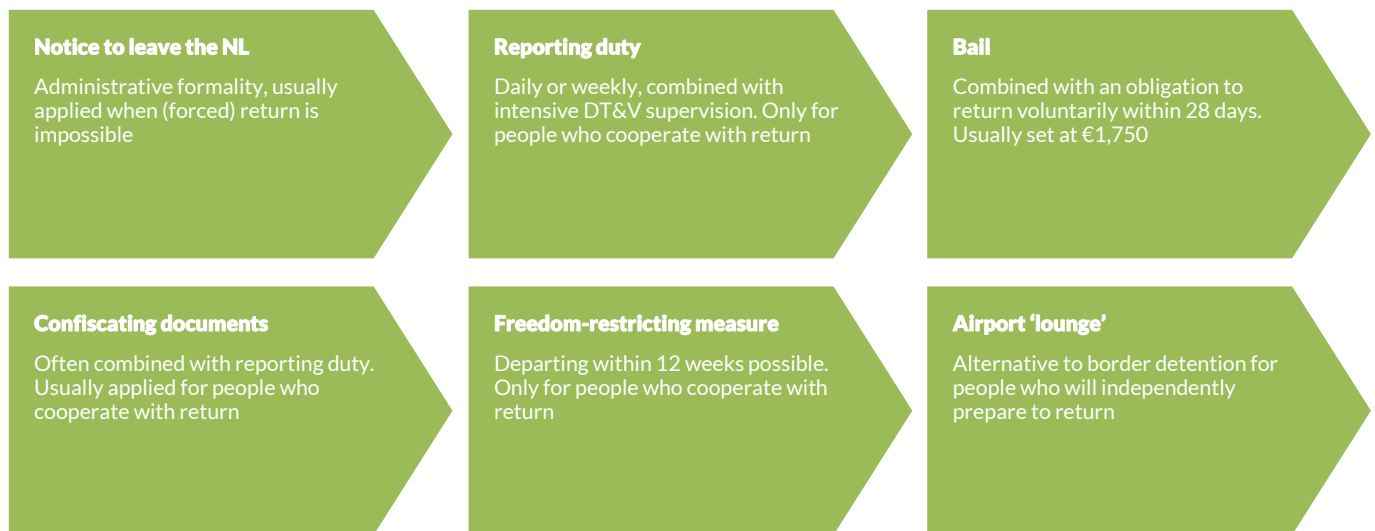 Notice to leave the NL
Administrative formality, usually
applied when (forced) return is
impossible
Reporting duty
Daily or weekly, combined with
intensive DT&V supervision. Only for
people who cooperate with return
Bail
Combined with an obligation to
return voluntarily within 28 days.
Usually set at €1,750
Confiscating documents
Often combined with reporting duty.
Usually applied for people who
cooperate with return
Freedom-restricting measure
Departing within 12 weeks possible.
Only for people who cooperate with
return
Airport ‘lounge’
Alternative to border detention for
people who will independently
prepare to return